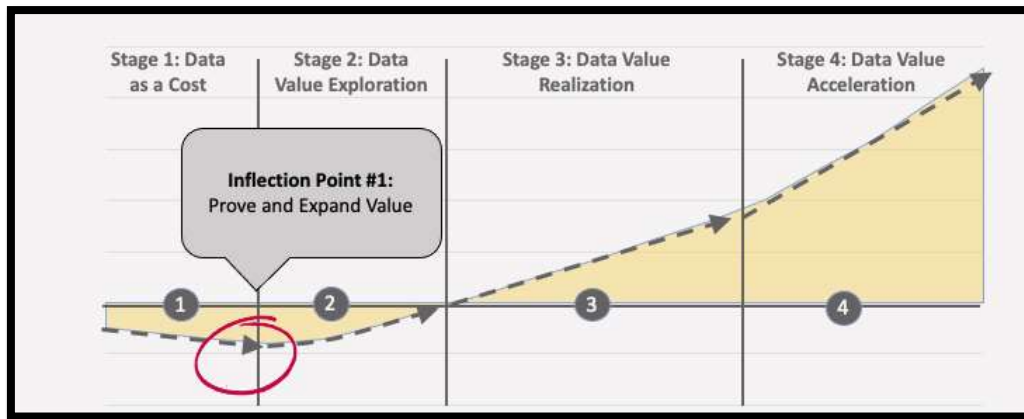 Stage 1: Data
as a Cost
Stage 2: Data
Value Exploration
Stage 3: Data Value
Realization
Stage 4: Data Value
Acceleration
Inflection Point #1:
Prove and Expand Value
1
2
3
4